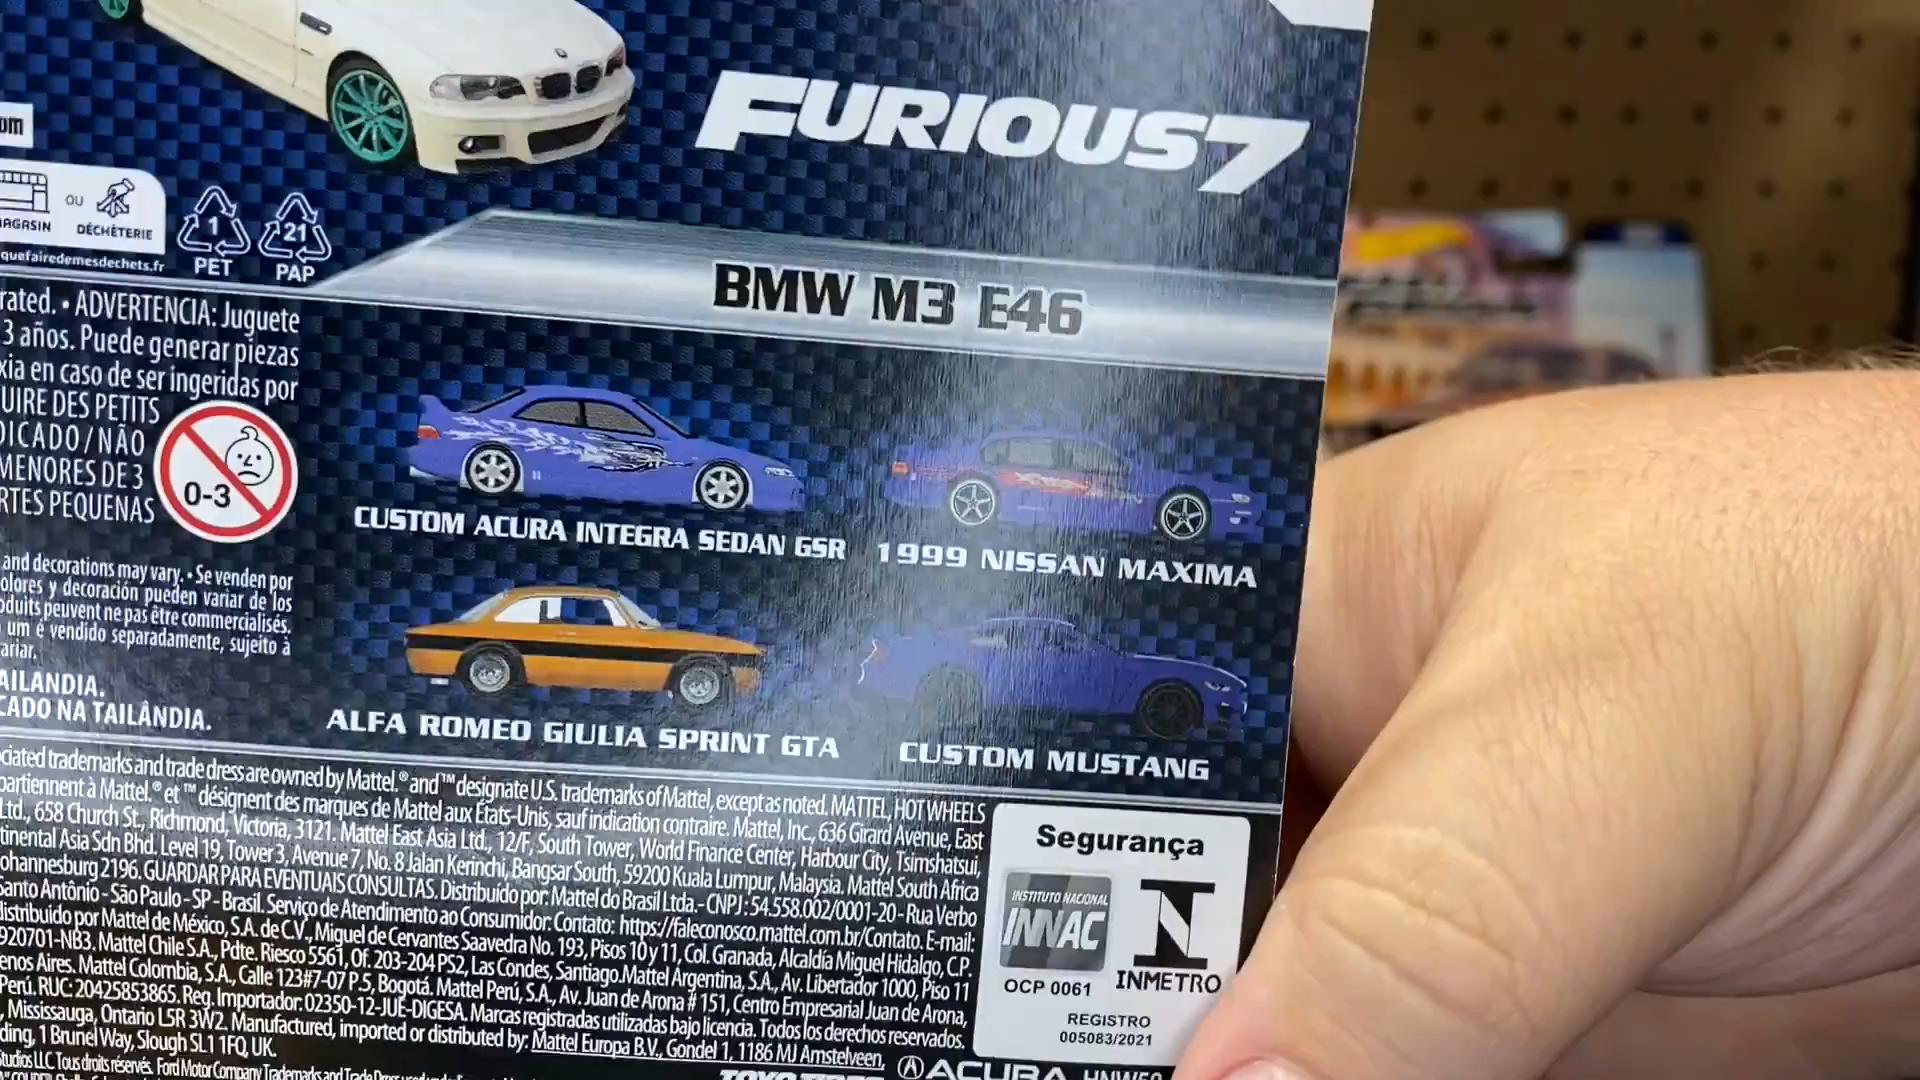 FURIOUS7
om
MAGASIN
OU
DÉCHÈTERIE
quefairedemesdechets.fr
1
PET
21
PAP
BMW M3 E46
rated. • ADVERTENCIA: Juguete
3 años. Puede generar piezas
xia en caso de ser ingeridas por
UIRE DES PETITS
DICADO / NÃO
MENORES DE 3
RTES PEQUENAS
0-3
CUSTOM ACURA INTEGRA SEDAN GSR
1999 NISSAN MAXIMA
and decorations may vary. • Se venden por
olores y decoración pueden variar de los
oduits peuvent ne pas être commercialisés.
um é vendido separadamente, sujeito à
ariar.
AILANDIA.
CADO NA TAILÂNDIA.
ALFA ROMEO GIULIA SPRINT GTA
CUSTOM MUSTANG
ciated trademarks and trade dress are owned by Mattel.® and ™ designate U.S. trademarks of Mattel, except as noted. MATTEL, HOT WHEELS
partiennent à Mattel.® et ™ désignent des marques de Mattel aux États-Unis, sauf indication contraire. Mattel, Inc., 636 Girard Avenue, East
Ltd., 658 Church St., Richmond, Victoria, 3121. Mattel East Asia Ltd., 12/F, South Tower, World Finance Center, Harbour City, Tsimshatsui,
tinental Asia Sdn Bhd. Level 19, Tower 3, Avenue 7, No. 8 Jalan Kerinchi, Bangsar South, 59200 Kuala Lumpur, Malaysia. Mattel South Africa
ohannesburg 2196. GUARDAR PARA EVENTUAIS CONSULTAS. Distribuído por: Mattel do Brasil Ltda.- CNPJ: 54.558.002/0001-20 - Rua Verbo
Santo Antônio - São Paulo - SP - Brasil. Serviço de Atendimento ao Consumidor: Contato: https://faleconosco.mattel.com.br/Contato. E-mail:
distribuido por Mattel de México, S.A. de C.V., Miguel de Cervantes Saavedra No. 193, Pisos 10 y 11, Col. Granada, Alcaldía Miguel Hidalgo, C.P.
920701-NB3. Mattel Chile S.A., Pdte. Riesco 5561, Of. 203-204 PS2, Las Condes, Santiago. Mattel Argentina, S.A., Av. Libertador 1000, Piso 11
enos Aires. Mattel Colombia, S.A., Calle 123#7-07 P.5, Bogotá. Mattel Perú, S.A., Av. Juan de Arona # 151, Centro Empresarial Juan de Arona,
Perú. RUC: 20425853865. Reg. Importador: 02350-12-JUE-DIGESA. Marcas registradas utilizadas bajo licencia. Todos los derechos reservados.
, Mississauga, Ontario L5R 3W2. Manufactured, imported or distributed by: Mattel Europa B.V., Gondel 1, 1186 MJ Amstelveen,
ding, 1 Brunel Way, Slough SL1 1FQ, UK.
Studios LLC Tous droits réservés. Ford Motor Company Trademarks and Trade Dress
Segurança
INSTITUTO NACIONAL
INNAC
OCP 0061
INMETRO
REGISTRO
005083/2021
TOYO TIRES
ACURA